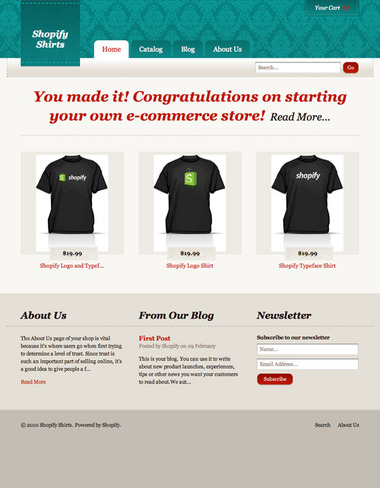 Shopify
Shirts
Your Cart
Home
Catalog
Blog
About Us
Search...
Go
You made it! Congratulations on starting
your own e-commerce store! Read More...
shopify
shopify
$19.99
$19.99
$19.99
Shopify Logo and Typef...
Shopify Logo Shirt
Shopify Typeface Shirt
About Us
The About Us page of your shop is vital
because it's where users go when first trying
to determine a level of trust. Since trust is
such an important part of selling online, it's
a good idea to give people a f...
Read More
From Our Blog
First Post
Posted by Shopify on 09 February
This is your blog. You can use it to write
about new product launches, experiences,
tips or other news you want your customers
to read about.We aut...
Newsletter
Subscribe to our newsletter
Name...
Email Address...
Subscribe
© 2010 Shopify Shirts. Powered by Shopify.
Search
About Us